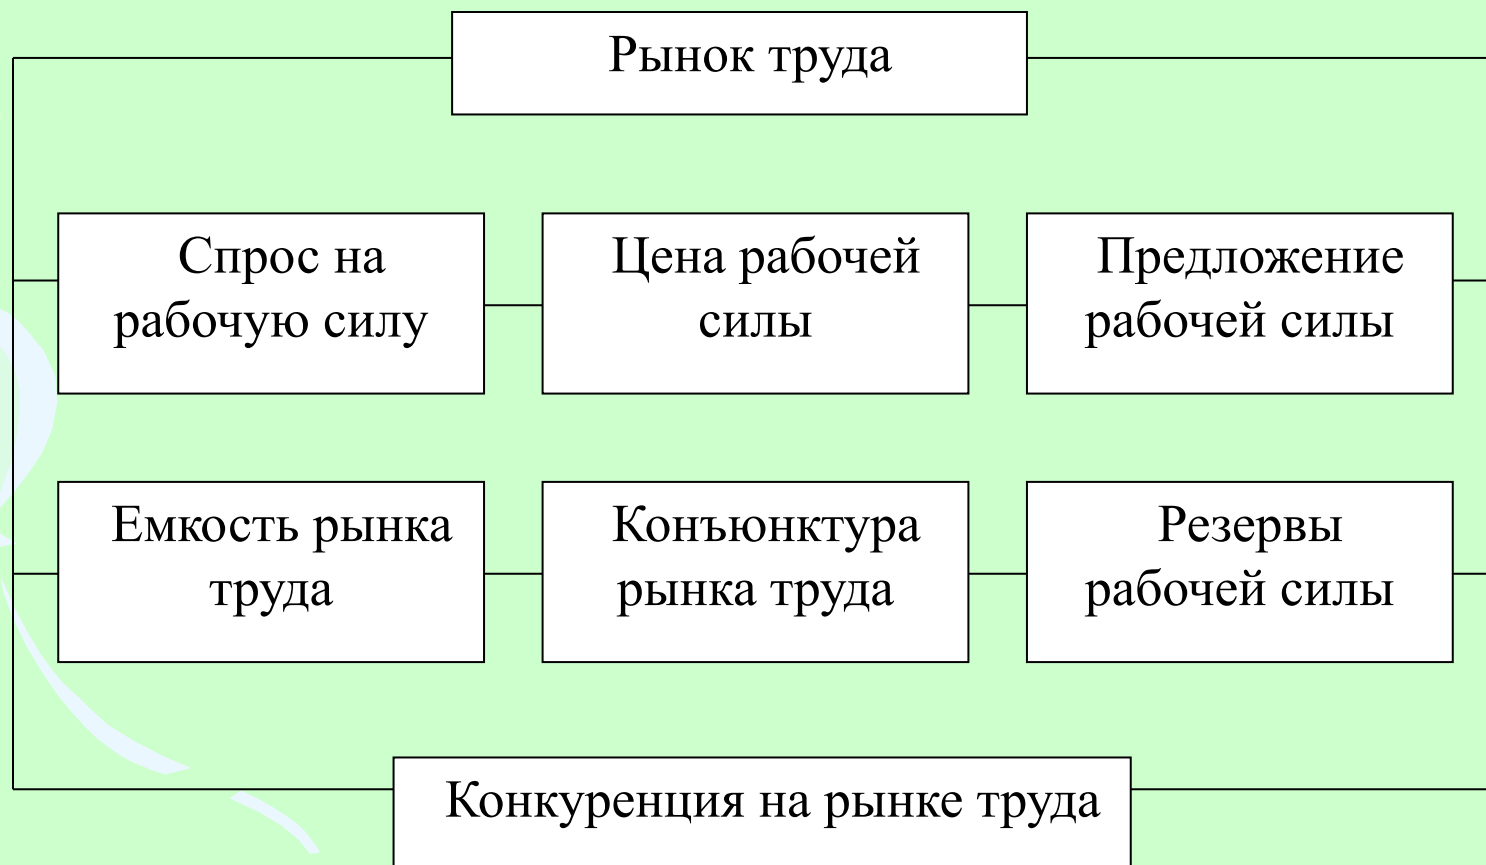 Рынок труда
Спрос на
рабочую силу
Цена рабочей
силы
Предложение
рабочей силы
Емкость рынка
труда
Конъюнктура
рынка труда
Резервы
рабочей силы
Конкуренция на рынке труда